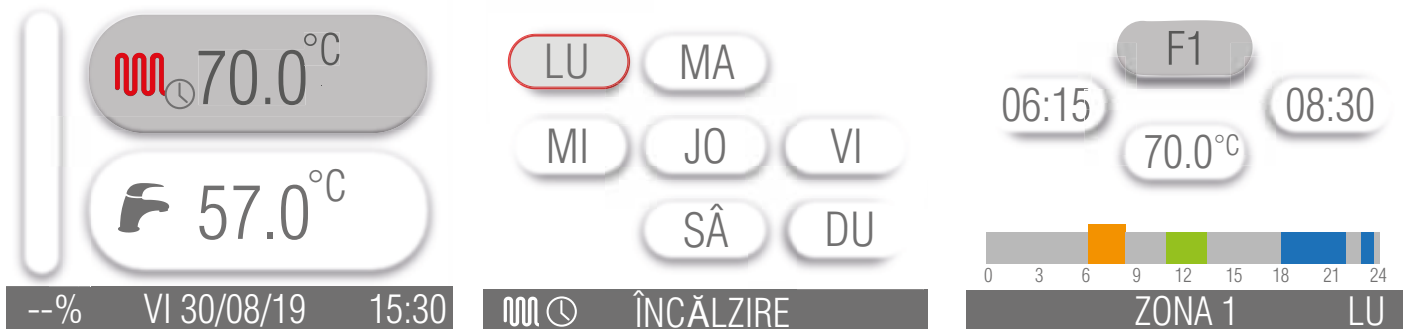 70.0°C
57.0°C
--% VI 30/08/19 15:30
LU MA
MI JO VI
SÂ DU
ÎNCĂLZIRE
F1
06:15 08:30
70.0°C
0 3 6 9 12 15 18 21 24
ZONA 1 LU